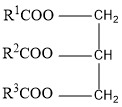 R¹COO — CH₂
R²COO — CH
R³COO — CH₂